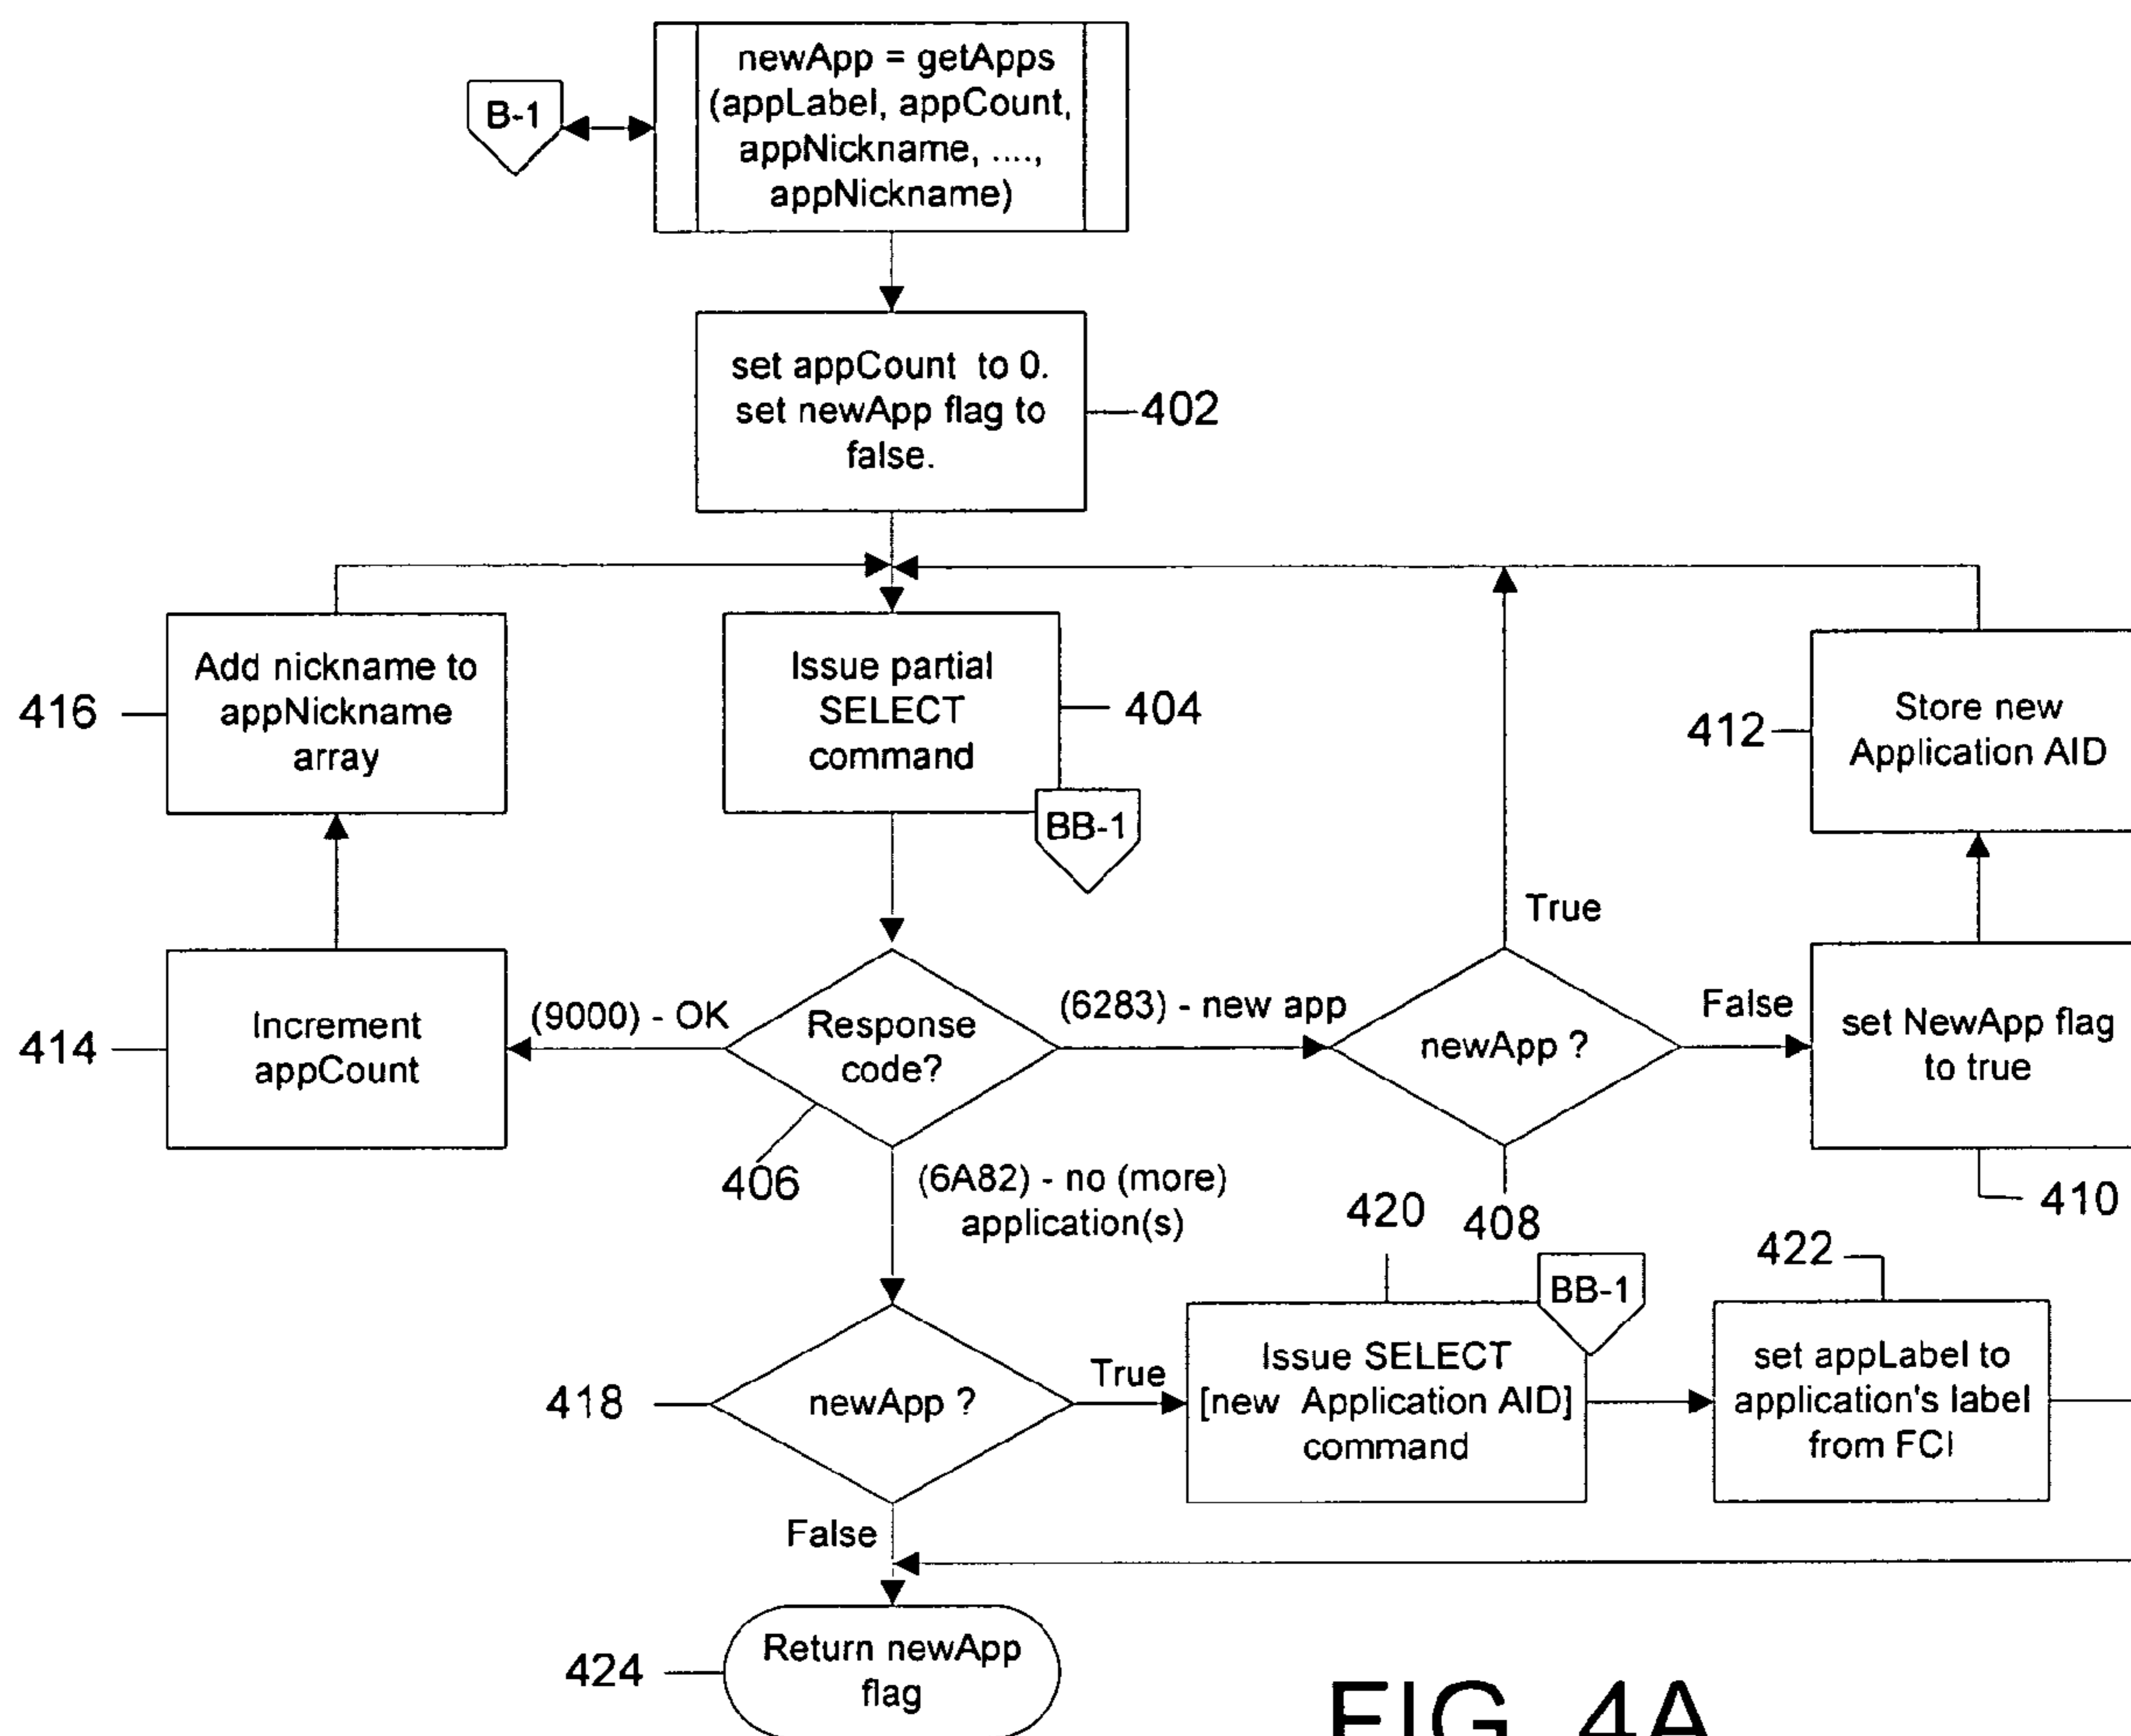 newApp = getApps
(appLabel, appCount,
appNickname, ....,
appNickname)
B-1
set appCount to 0.
set newApp flag to
false.
402
Add nickname to
appNickname
array
416
Issue partial
SELECT
command
404
BB-1
Store new
Application AID
412
True
Increment
appCount
414
(9000) - OK
Response
code?
406
(6283) - new app
newApp ?
408
False
set NewApp flag
to true
410
(6A82) - no (more)
application(s)
newApp ?
418
True
420
BB-1
Issue SELECT
[new Application AID]
command
422
set appLabel to
application's label
from FCI
False
Return newApp
flag
424
FIG. 4A